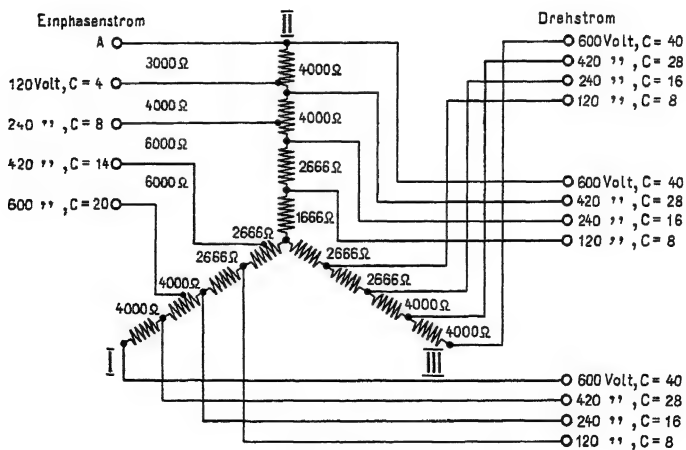 Einphasenstrom
A
3000Ω
120 Volt, C = 4
4000Ω
240 ,, , C = 8
6000Ω
420 ,, , C = 14
6000Ω
600 ,, , C = 20
II
4000Ω
4000Ω
2666Ω
1666Ω
2666Ω
2666Ω
4000Ω
4000Ω
I
2666Ω
2666Ω
4000Ω
4000Ω
III
Drehstrom
600 Volt, C = 40
420 ,, , C = 28
240 ,, , C = 16
120 ,, , C = 8
600 Volt, C = 40
420 ,, , C = 28
240 ,, , C = 16
120 ,, , C = 8
600 Volt, C = 40
420 ,, , C = 28
240 ,, , C = 16
120 ,, , C = 8